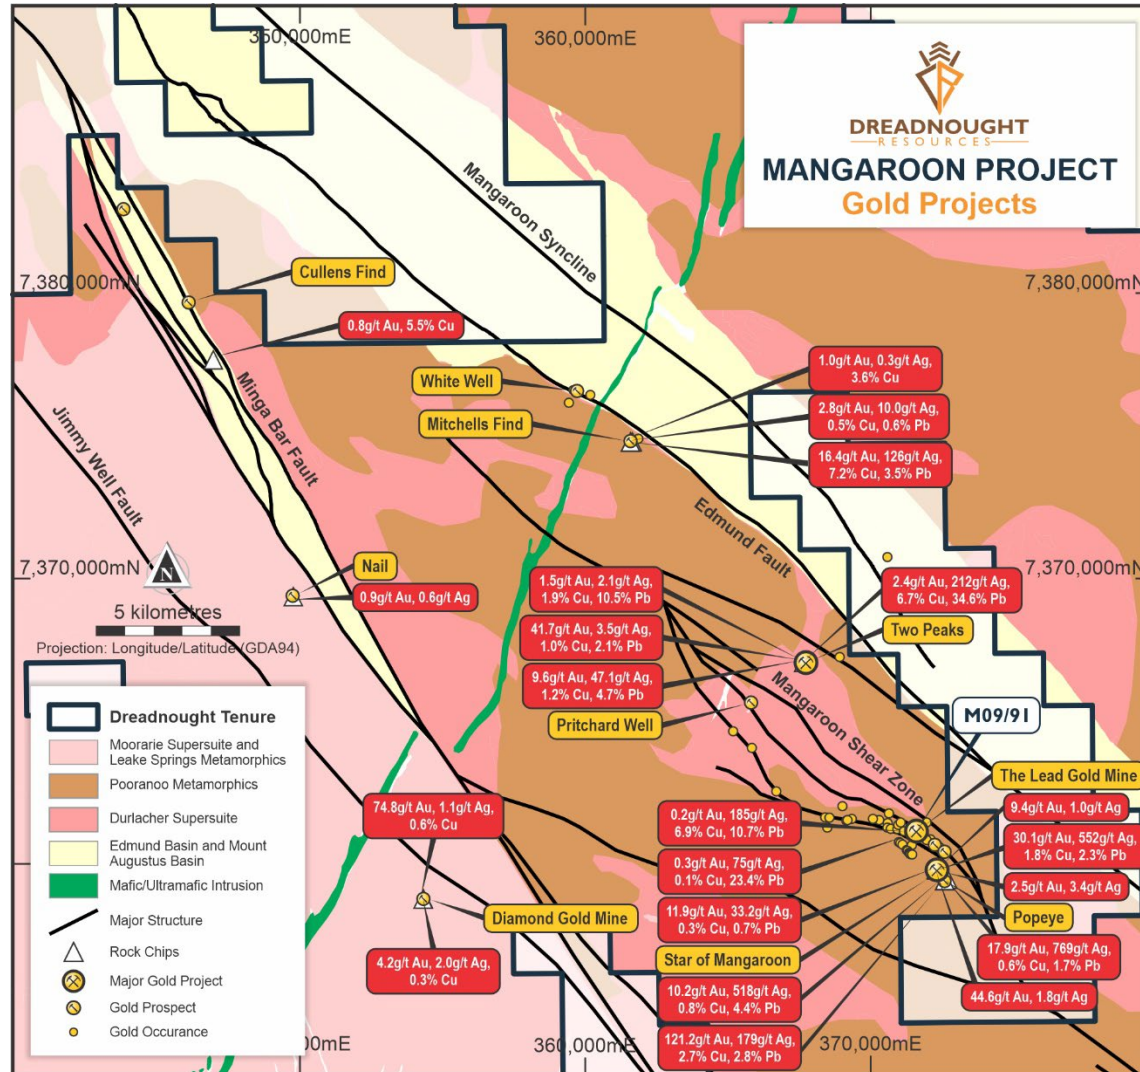 350,000mE
360,000mE
DREADNOUGHT
RESOURCES
MANGAROON PROJECT
Gold Projects
Mangaroon Syncline
7,380,000mN
7,380,000mN
Cullens Find
0.8g/t Au, 5.5% Cu
White Well
Mitchells Find
1.0g/t Au, 0.3g/t Ag,
3.6% Cu
2.8g/t Au, 10.0g/t Ag,
0.5% Cu, 0.6% Pb
16.4g/t Au, 126g/t Ag,
7.2% Cu, 3.5% Pb
Minga Bar Fault
Jimmy Well Fault
Edmund Fault
N
7,370,000mN
7,370,000mN
5 kilometres
Projection: Longitude/Latitude (GDA94)
Nail
0.9g/t Au, 0.6g/t Ag
1.5g/t Au, 2.1g/t Ag,
1.9% Cu, 10.5% Pb
41.7g/t Au, 3.5g/t Ag,
1.0% Cu, 2.1% Pb
9.6g/t Au, 47.1g/t Ag,
1.2% Cu, 4.7% Pb
Pritchard Well
2.4g/t Au, 212g/t Ag,
6.7% Cu, 34.6% Pb
Two Peaks
Mangaroon Shear Zone
M09/91
The Lead Gold Mine
9.4g/t Au, 1.0g/t Ag
30.1g/t Au, 552g/t Ag,
1.8% Cu, 2.3% Pb
2.5g/t Au, 3.4g/t Ag
Popeye
17.9g/t Au, 769g/t Ag,
0.6% Cu, 1.7% Pb
44.6g/t Au, 1.8g/t Ag
0.2g/t Au, 185g/t Ag,
6.9% Cu, 10.7% Pb
0.3g/t Au, 75g/t Ag,
0.1% Cu, 23.4% Pb
11.9g/t Au, 33.2g/t Ag,
0.3% Cu, 0.7% Pb
Star of Mangaroon
10.2g/t Au, 518g/t Ag,
0.8% Cu, 4.4% Pb
121.2g/t Au, 179g/t Ag,
2.7% Cu, 2.8% Pb
74.8g/t Au, 1.1g/t Ag,
0.6% Cu
Diamond Gold Mine
4.2g/t Au, 2.0g/t Ag,
0.3% Cu
Dreadnought Tenure
Moorarie Supersuite and
Leake Springs Metamorphics
Pooranoo Metamorphics
Durlacher Supersuite
Edmund Basin and Mount
Augustus Basin
Mafic/Ultramafic Intrusion
Major Structure
Rock Chips
Major Gold Project
Gold Prospect
Gold Occurance
00mE
360,000mE
370,000mE